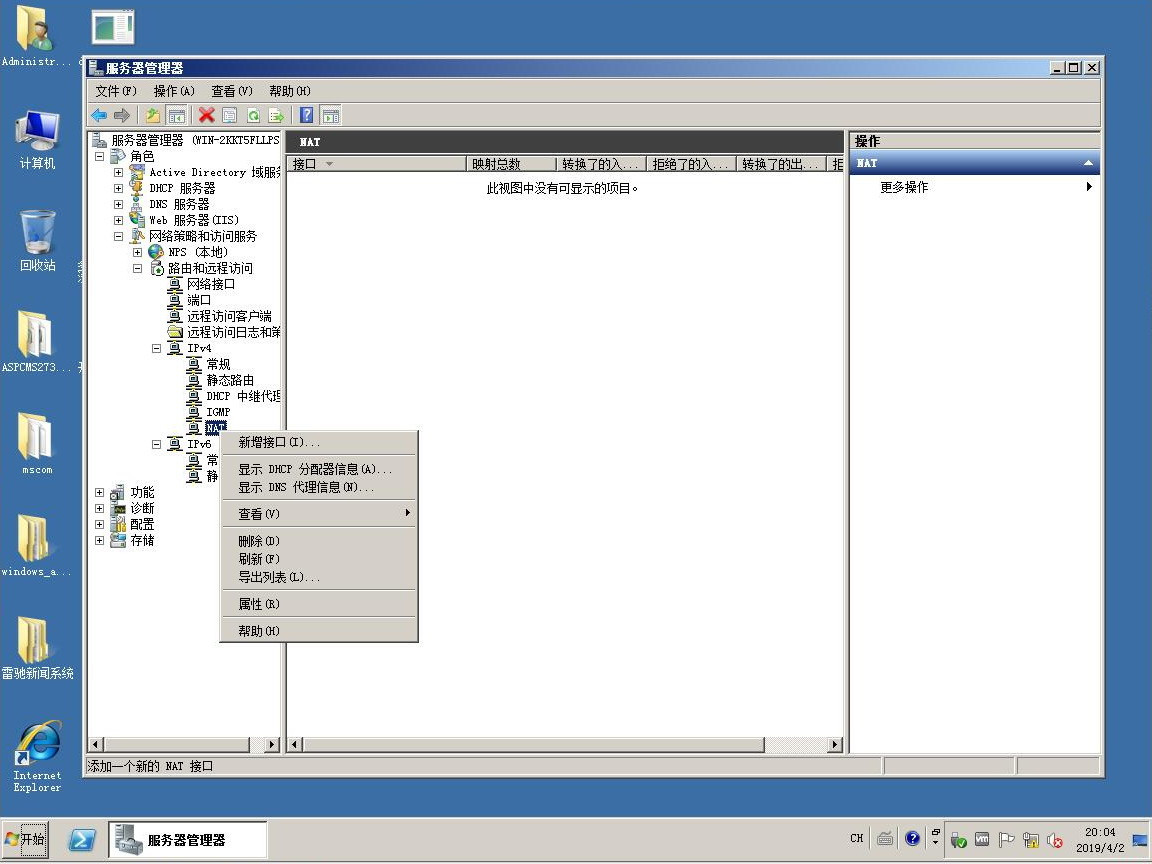 Administr...
计算机
回收站
ASPCMS273...
mscom
windows_a...
雷驰新闻系统
Internet
Explorer
服务器管理器
文件(F) 操作(A) 查看(V) 帮助(H)
服务器管理器 (WIN-2KKT5FLLPS
角色
Active Directory 域服务
DHCP 服务器
DNS 服务器
Web 服务器(IIS)
网络策略和访问服务
NPS (本地)
路由和远程访问
网络接口
端口
远程访问客户端
远程访问日志和策
IPv4
常规
静态路由
DHCP 中继代理
IGMP
NAT
IPv6
常
静
功能
诊断
配置
存储
NAT
接口 映射总数 转换了的入... 拒绝了的入... 转换了的出... 拒
此视图中没有可显示的项目。
操作
NAT
更多操作
新增接口(I)...
显示 DHCP 分配器信息(A)...
显示 DNS 代理信息(N)...
查看(V)
删除(D)
刷新(F)
导出列表(L)...
属性(R)
帮助(H)
添加一个新的 NAT 接口
开始
服务器管理器
CH
20:04
2019/4/2